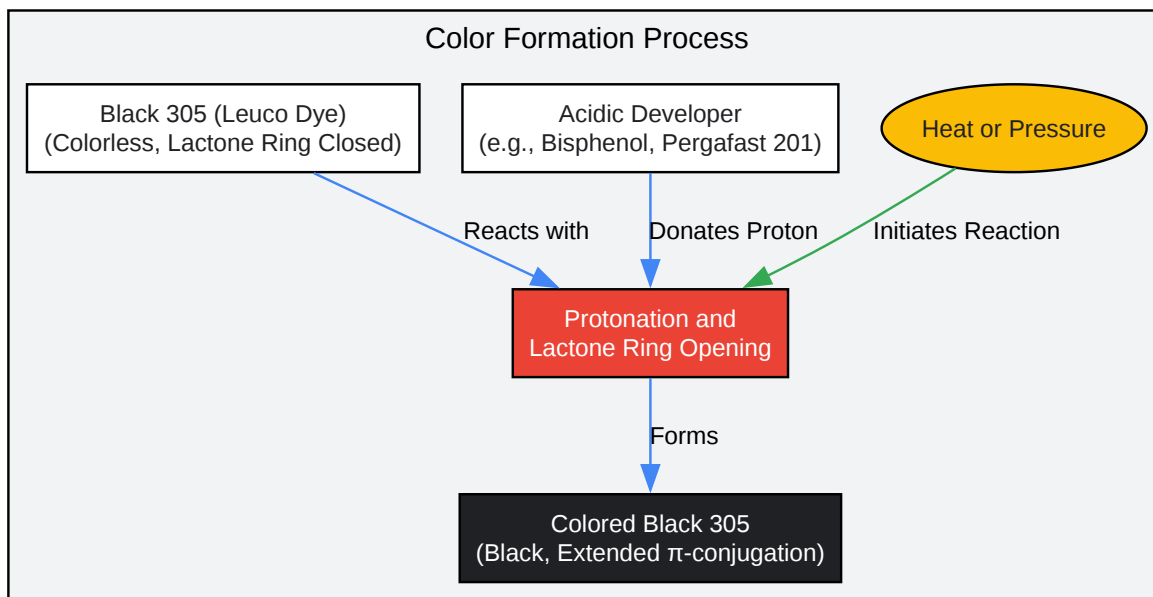 Color Formation Process
Black 305 (Leuco Dye)
(Colorless, Lactone Ring Closed)
Acidic Developer
(e.g., Bisphenol, Pergafast 201)
Heat or Pressure
Reacts with
Donates Proton
Initiates Reaction
Protonation and
Lactone Ring Opening
Forms
Colored Black 305
(Black, Extended π-conjugation)